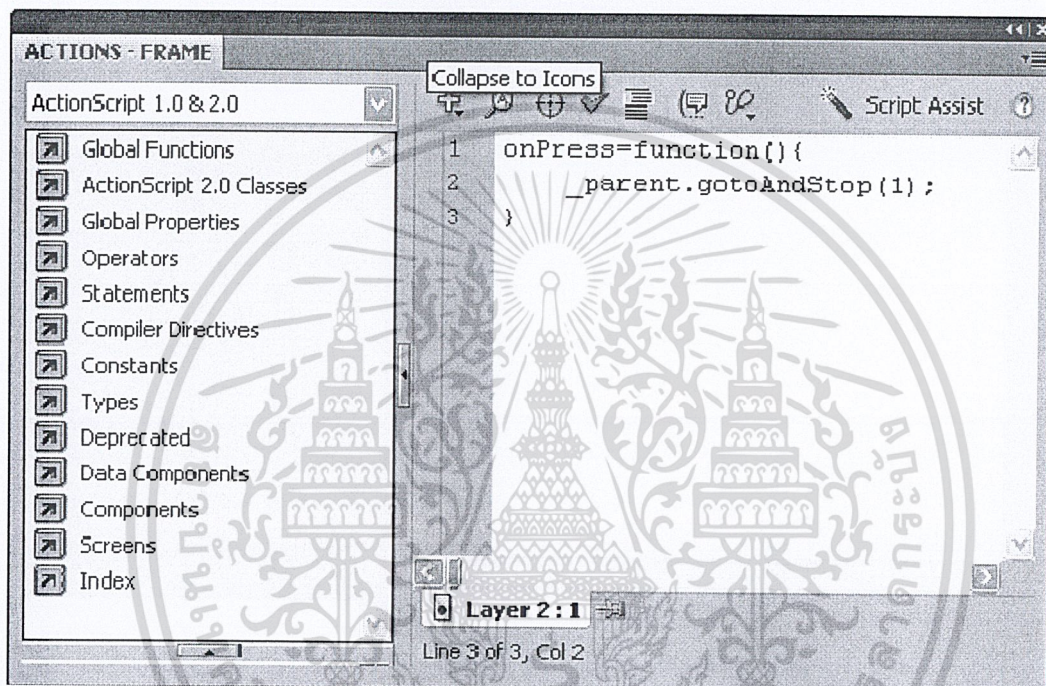 ACTIONS - FRAME
Collapse to Icons
ActionScript 1.0 & 2.0
Script Assist
Global Functions
ActionScript 2.0 Classes
Global Properties
Operators
Statements
Compiler Directives
Constants
Types
Deprecated
Data Components
Components
Screens
Index
1 onPress=function(){
2 _parent.gotoAndStop(1);
3 }
Layer 2 : 1
Line 3 of 3, Col 2